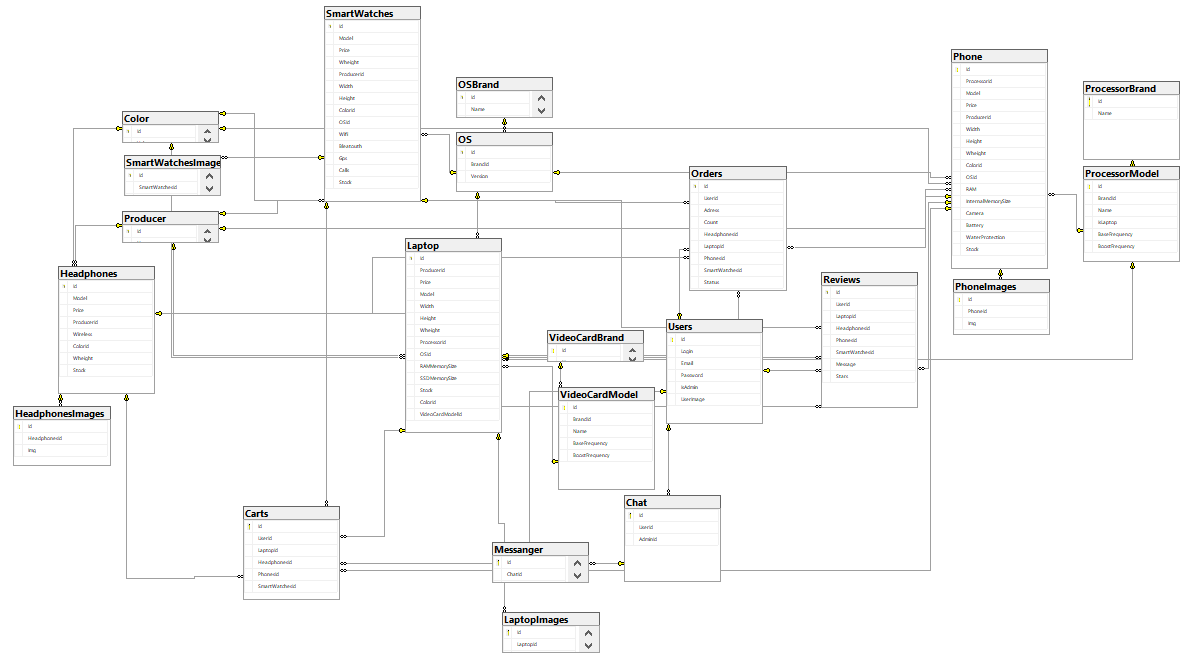 SmartWatches
Id
Model
Price
Wheight
ProducerId
Width
Height
ColorId
OSId
Wifi
Bleatouth
Gps
Calls
Stock
OSBrand
Id
Name
OS
Id
BrandId
Version
Color
Id
SmartWatchesImage
Id
SmartWatchesId
Producer
Id
Headphones
Id
Model
Price
ProducerId
Wireless
ColorId
Wheight
Stock
HeadphonesImages
Id
HeadphonesId
Img
Laptop
Id
ProducerId
Price
Model
Width
Height
Wheight
ProcessorId
OSId
RAMMemorySize
SSDMemorySize
Stock
ColorId
VideoCardModelId
Orders
Id
UserId
Adress
Count
HeadphonesId
LaptopId
PhoneId
SmartWatchesId
Status
Phone
Id
ProcessorId
Model
Price
ProducerId
Width
Height
Wheight
ColorId
OSId
RAM
InternalMemorySize
Camera
Battery
WaterProtection
Stock
ProcessorBrand
Id
Name
ProcessorModel
Id
BrandId
Name
IsLaptop
BaseFrequency
BoostFrequency
PhoneImages
Id
PhoneId
Img
Reviews
Id
UserId
LaptopId
HeadphonesId
PhoneId
SmartWatchesId
Message
Stars
Users
Id
Login
Email
Password
IsAdmin
UserImage
VideoCardBrand
Id
VideoCardModel
Id
BrandId
Name
BaseFrequency
BoostFrequency
Chat
Id
UserId
AdminId
Carts
Id
UserId
LaptopId
HeadphonesId
PhoneId
SmartWatchesId
Messanger
Id
ChatId
LaptopImages
Id
LaptopId